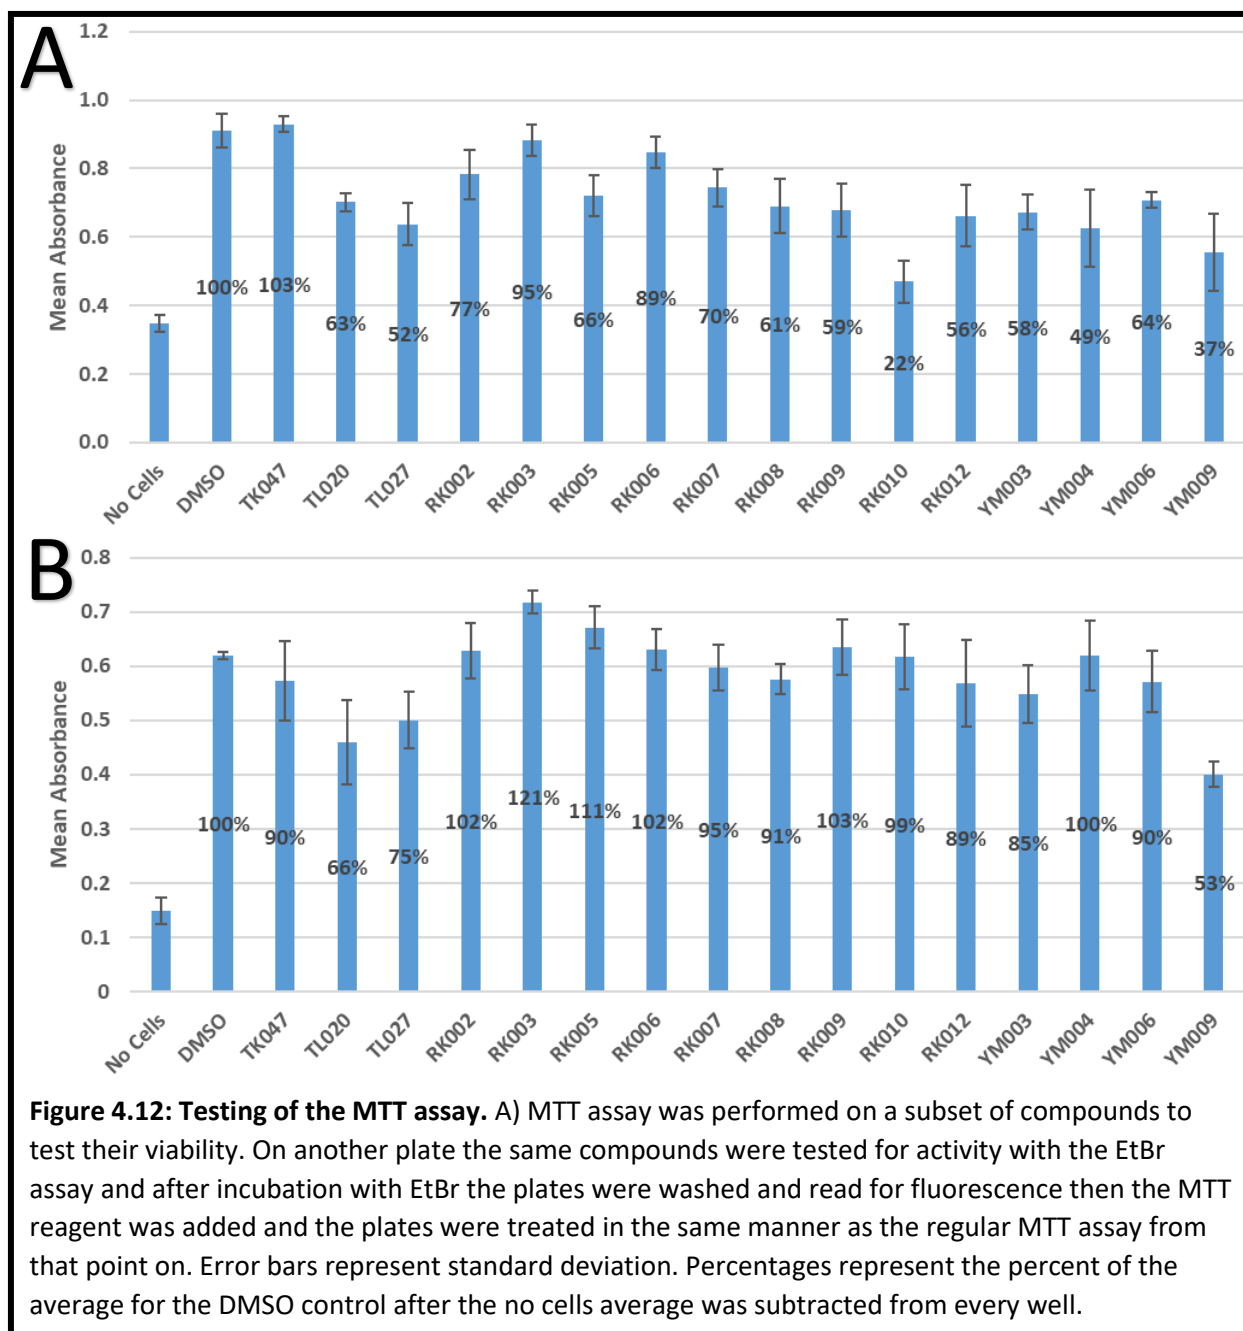 A
1.2
1.0
0.8
0.6
0.4
0.2
0.0
Mean Absorbance
100% 103% 63% 52% 77% 95% 66% 89% 70% 61% 59% 22% 56% 58% 49% 64% 37%
No Cells DMSO TK047 TL020 TL027 RK002 RK003 RK005 RK006 RK007 RK008 RK009 RK010 RK012 YM003 YM004 YM006 YM009
B
0.8
0.7
0.6
0.5
0.4
0.3
0.2
0.1
0
Mean Absorbance
100% 90% 66% 75% 102% 121% 111% 102% 95% 91% 103% 99% 89% 85% 100% 90% 53%
No Cells DMSO TK047 TL020 TL027 RK002 RK003 RK005 RK006 RK007 RK008 RK009 RK010 RK012 YM003 YM004 YM006 YM009
Figure 4.12: Testing of the MTT assay. A) MTT assay was performed on a subset of compounds to
test their viability. On another plate the same compounds were tested for activity with the EtBr
assay and after incubation with EtBr the plates were washed and read for fluorescence then the MTT
reagent was added and the plates were treated in the same manner as the regular MTT assay from
that point on. Error bars represent standard deviation. Percentages represent the percent of the
average for the DMSO control after the no cells average was subtracted from every well.